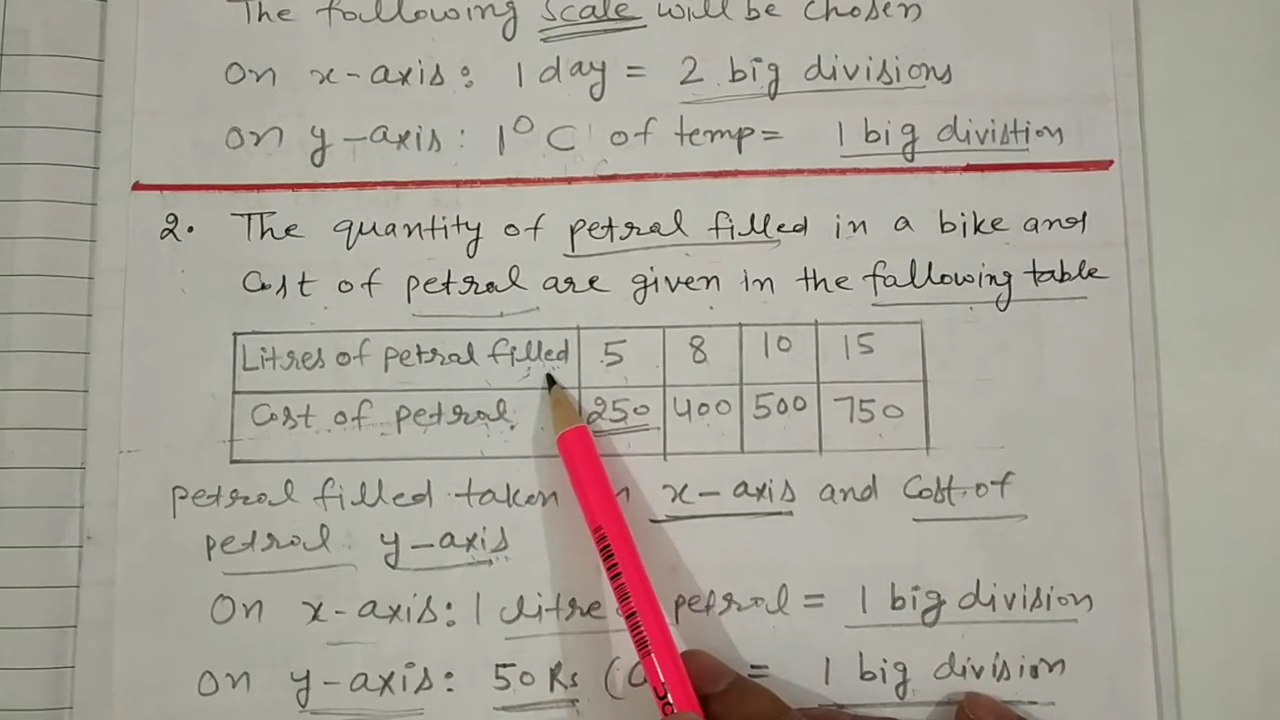 The following scale will be chosen
On x-axis: 1 day = 2 big divisions
on y-axis: 1° C of temp = 1 big divistion
2. The quantity of petral filled in a bike and
Cost of petral are given in the following table
Litres of petral filled 5 8 10 15
Cost of petral 250 400 500 750
petral filled taken x-axis and Cost of
petrol y-axis
On x-axis: 1 litre petrol = 1 big division
on y-axis: 50 Rs = 1 big division